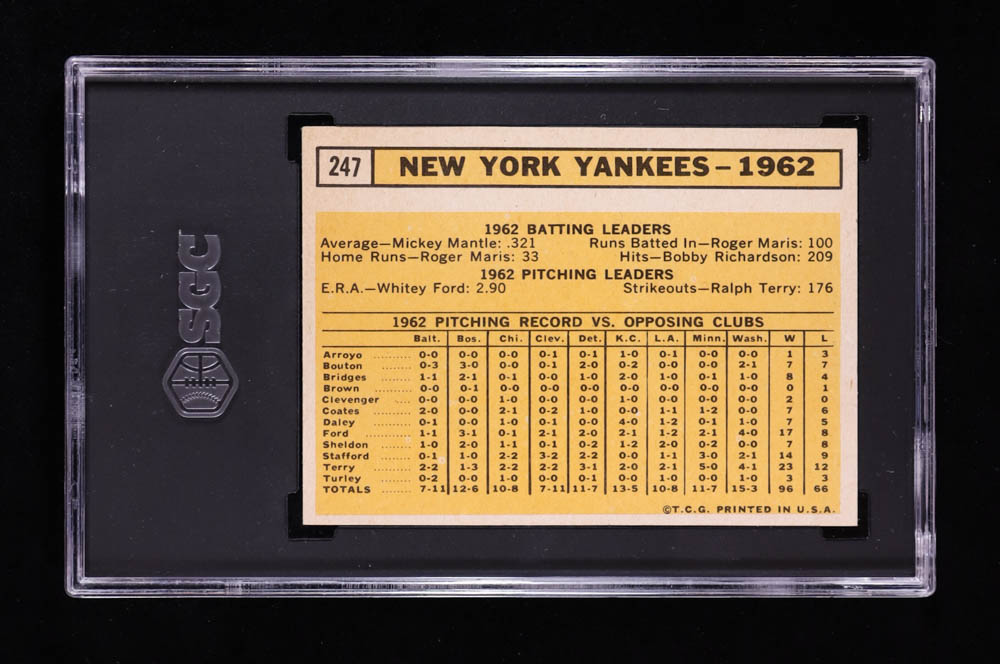 SGC
247 NEW YORK YANKEES–1962
1962 BATTING LEADERS
Average—Mickey Mantle: .321 Runs Batted In—Roger Maris: 100
Home Runs—Roger Maris: 33 Hits—Bobby Richardson: 209
1962 PITCHING LEADERS
E.R.A.—Whitey Ford: 2.90 Strikeouts—Ralph Terry: 176
1962 PITCHING RECORD VS. OPPOSING CLUBS
Balt. Bos. Chi. Clev. Det. K.C. L.A. Minn. Wash. W L
Arroyo ........ 0-0 0-0 0-0 0-1 0-1 1-0 0-1 0-0 0-0 1 3
Bouton ........ 0-3 3-0 0-0 0-1 2-0 0-2 0-0 0-0 2-1 7 7
Bridges ........ 1-1 2-1 0-1 0-0 1-0 2-0 1-0 0-1 1-0 8 4
Brown ........ 0-0 0-1 0-0 0-0 0-0 0-0 0-0 0-0 0-0 0 1
Clevenger .... 0-0 0-0 1-0 0-0 0-0 1-0 0-0 0-0 0-0 2 0
Coates ........ 2-0 0-0 2-1 0-2 1-0 0-0 1-1 1-2 0-0 7 6
Daley ........ 0-1 1-0 0-1 0-0 0-0 4-0 1-2 0-1 1-0 7 5
Ford ........ 1-1 3-1 0-1 2-1 2-0 2-1 1-2 2-1 4-0 17 8
Sheldon ........ 1-0 2-0 1-1 0-1 0-2 1-2 2-0 0-2 0-0 7 8
Stafford ........ 0-1 1-0 2-2 3-2 2-2 0-0 1-1 3-0 2-1 14 9
Terry ........ 2-2 1-3 2-2 2-2 3-1 2-0 2-1 5-0 4-1 23 12
Turley ........ 0-2 0-0 1-0 0-0 0-0 0-0 1-0 0-0 1-0 3 3
TOTALS ........ 7-11 12-6 10-8 7-11 11-7 13-5 10-8 11-7 15-3 96 66
©T.C.G. PRINTED IN U.S.A.